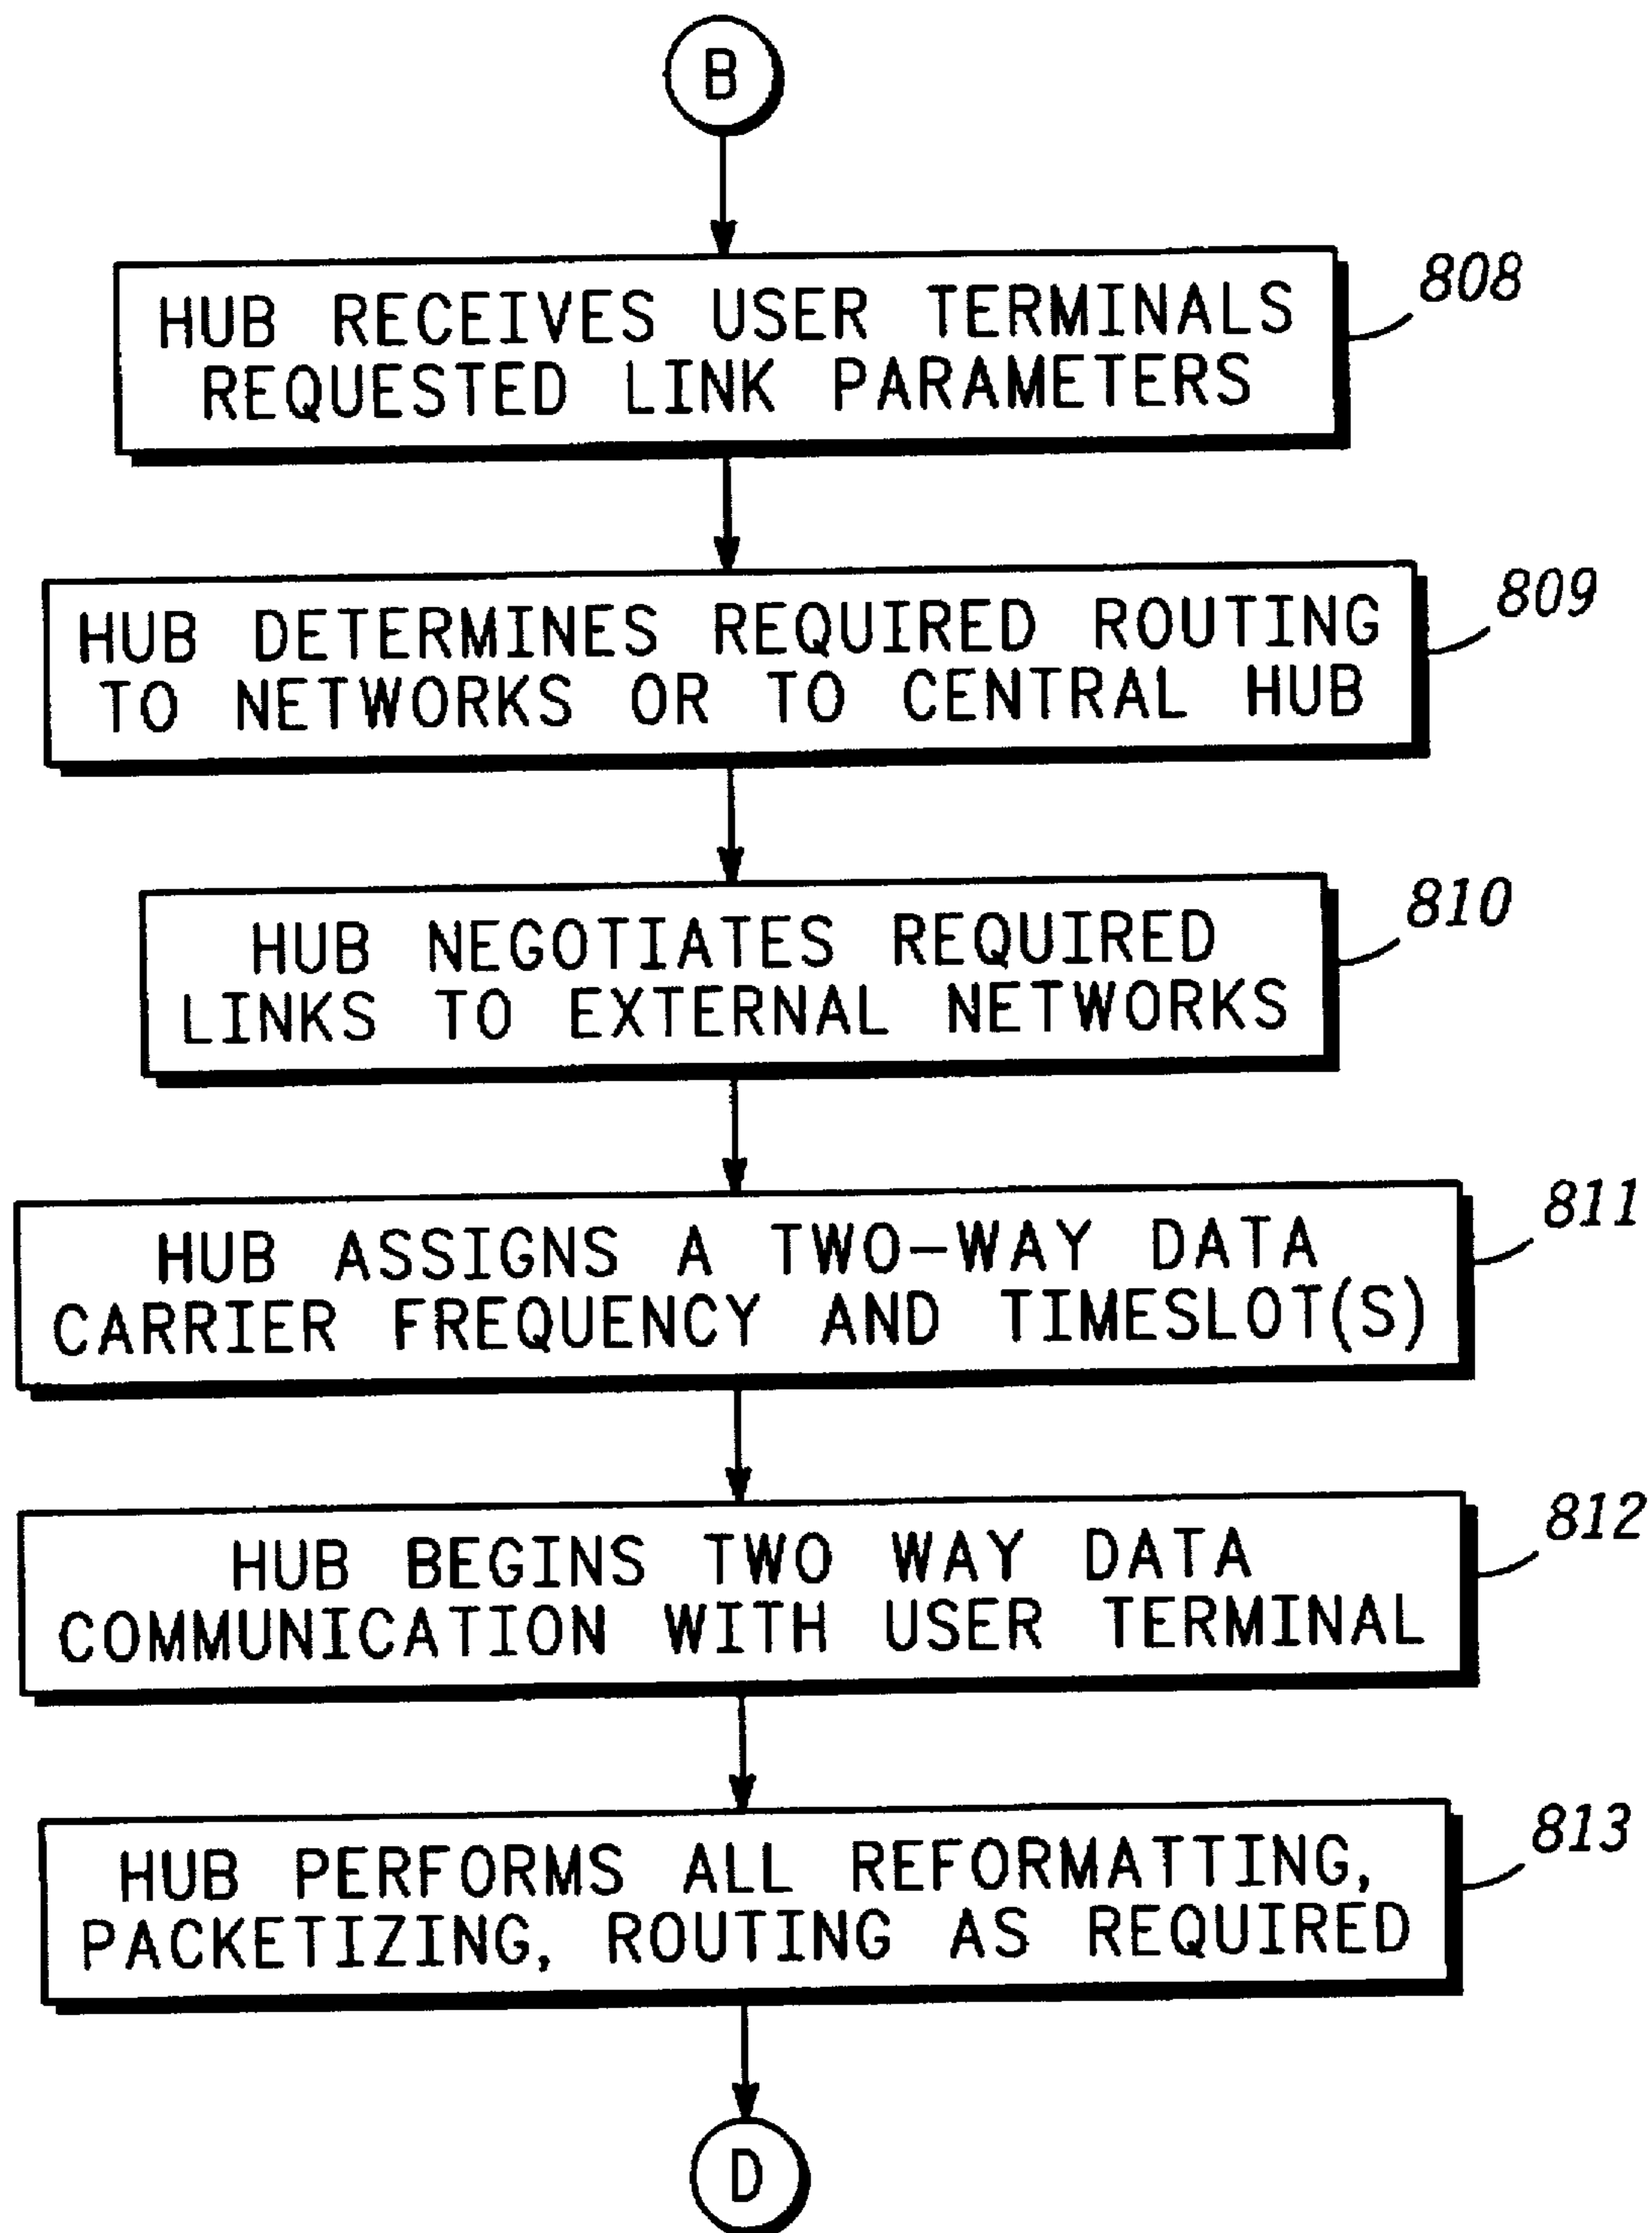 B
HUB RECEIVES USER TERMINALS
REQUESTED LINK PARAMETERS
808
HUB DETERMINES REQUIRED ROUTING
TO NETWORKS OR TO CENTRAL HUB
809
HUB NEGOTIATES REQUIRED
LINKS TO EXTERNAL NETWORKS
810
HUB ASSIGNS A TWO-WAY DATA
CARRIER FREQUENCY AND TIMESLOT(S)
811
HUB BEGINS TWO WAY DATA
COMMUNICATION WITH USER TERMINAL
812
HUB PERFORMS ALL REFORMATTING,
PACKETIZING, ROUTING AS REQUIRED
813
D